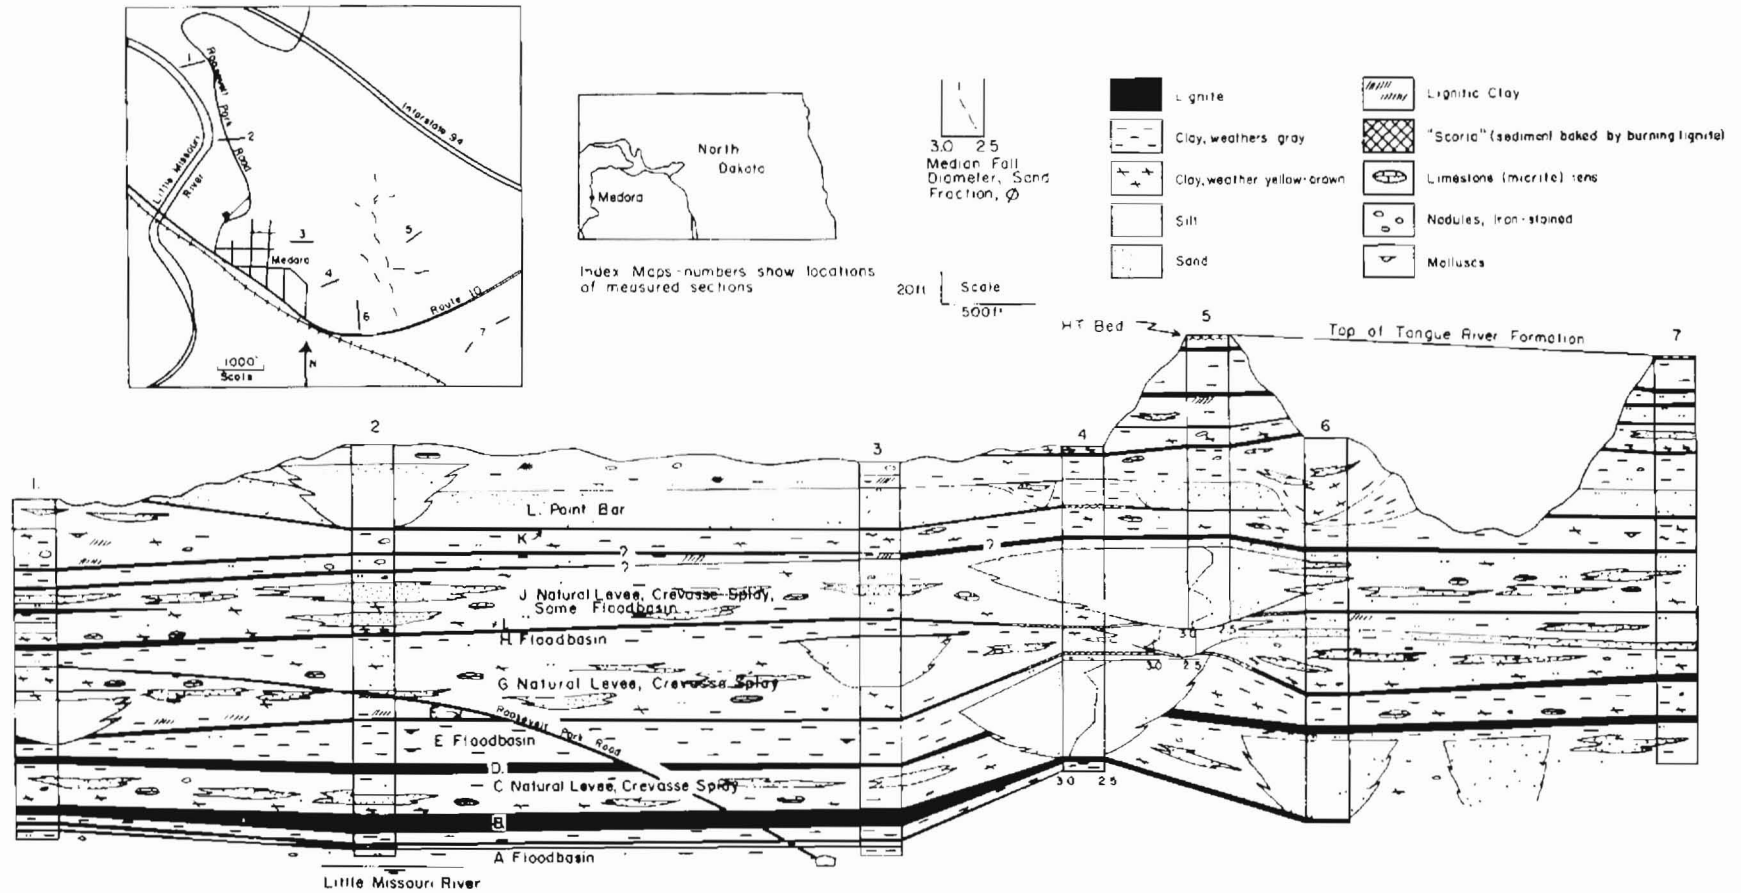 1
Roosevelt Park Road
Interstate 94
2
Little Missouri River
3
5
Medora
4
6
Route 10
7
1000'
Scale
N
North
Dakota
Medora
Index Maps-numbers show locations
of measured sections
3.0 2.5
Median Fall
Diameter, Sand
Fraction, ∅
20ft
Scale
500ft
Lignite
Clay, weathers gray
Clay, weather yellow-brown
Silt
Sand
Lignitic Clay
"Scoria" (sediment baked by burning lignite)
Limestone (micrite) lens
Nodules, Iron-stained
Molluscs
HT Bed
5
Top of Tongue River Formation
7
1.
2
3
4
6
L. Point Bar
K
?
?
?
J Natural Levee, Crevasse Splay,
Some Floodbasin
I.
H. Floodbasin
3.0 2.5
3.0 2.5
G Natural Levee, Crevasse Splay
Roosevelt Park Road
E Floodbasin
D.
C Natural Levee, Crevasse Splay
3.0 2.5
B.
A Floodbasin
Little Missouri River